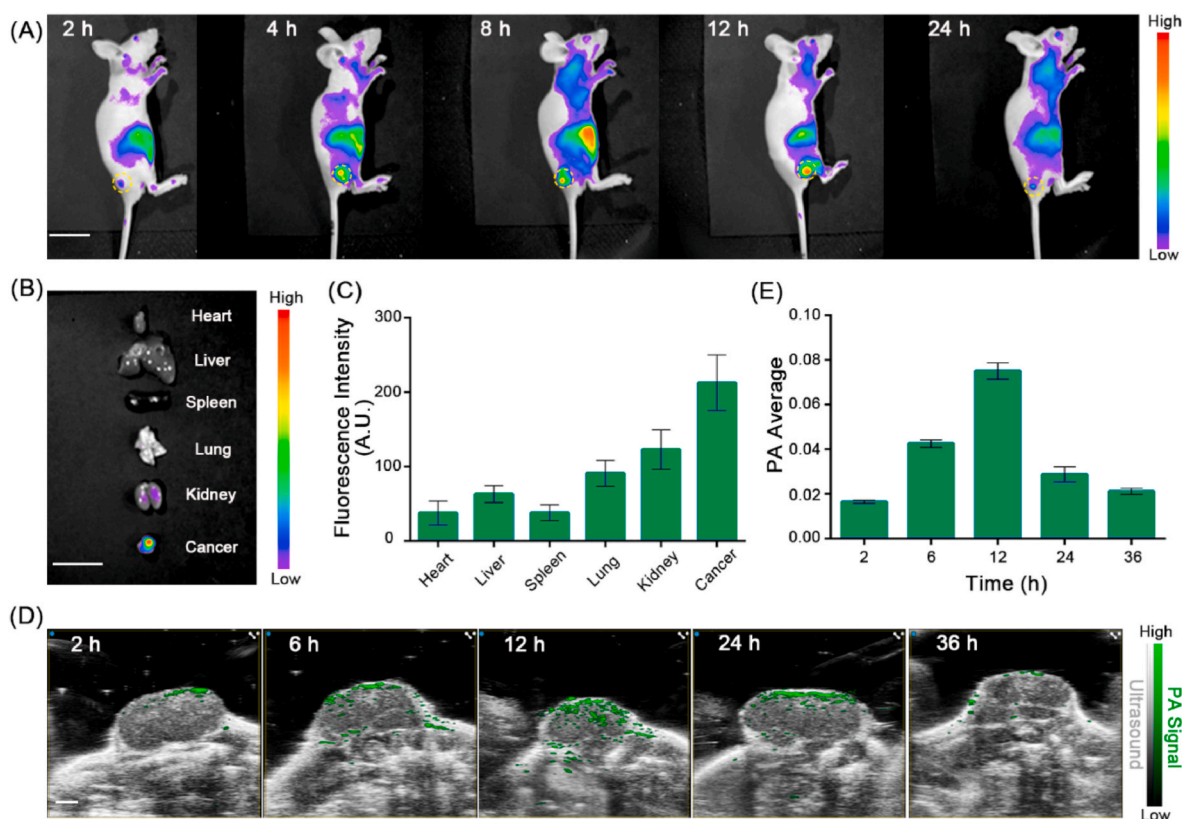 (A)
2 h
4 h
8 h
12 h
24 h
High
Low
(B)
Heart
Liver
Spleen
Lung
Kidney
Cancer
High
Low
(C)
Fluorescence Intensity
(A.U.)
300
200
100
0
Heart
Liver
Spleen
Lung
Kidney
Cancer
(E)
PA Average
0.10
0.08
0.06
0.04
0.02
0.00
2
6
12
24
36
Time (h)
(D)
2 h
6 h
12 h
24 h
36 h
High
Ultrasound
PA Signal
Low